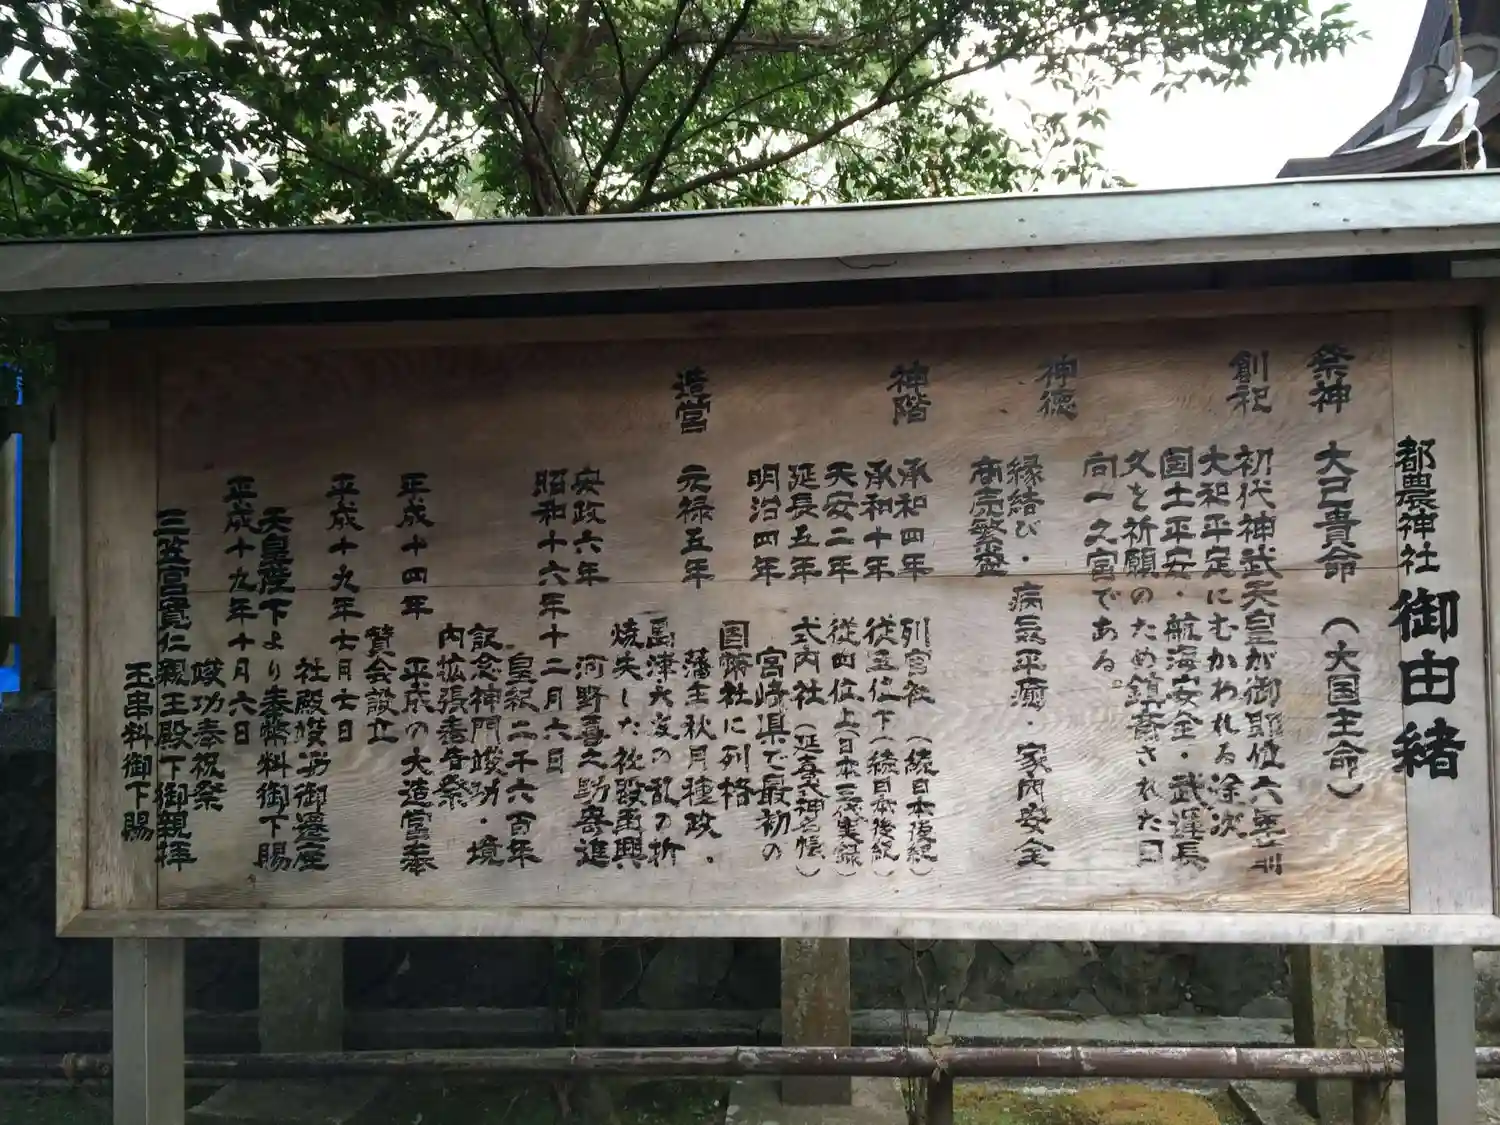 都農神社御由緒
祭神 大己貴命（大国主命）
創祀 初代神武天皇が御即位六年前
大和平定にむかわれる途次
国土平安・航海安全・武運長
久を祈願のため鎮斎された日
向一之宮である。
神徳 縁結び・病気平癒・家内安全
商売繁盛
神階 承和四年 列官社（続日本後紀）
承和十年 従五位下（続日本後紀）
天安二年 従四位上（日本三代実録）
延長五年 式内社（延喜式神名帳）
宮崎県で最初の
明治四年 国幣社に列格
造営 元禄五年 藩主秋月種政・
島津大友の乱の折
焼失した社殿再興
安政六年 河野喜之助寄進
昭和十六年十二月六日
皇紀二千六百年
記念神門竣功・境
内拡張奉告祭
平成十四年 平成の大造営奉
賛会設立
平成十九年七月七日
社殿竣功御遷座
天皇陛下より奉幣料御下賜
平成十九年十月六日
竣功奉祝祭
三笠宮寛仁親王殿下御親拝
玉串料御下賜